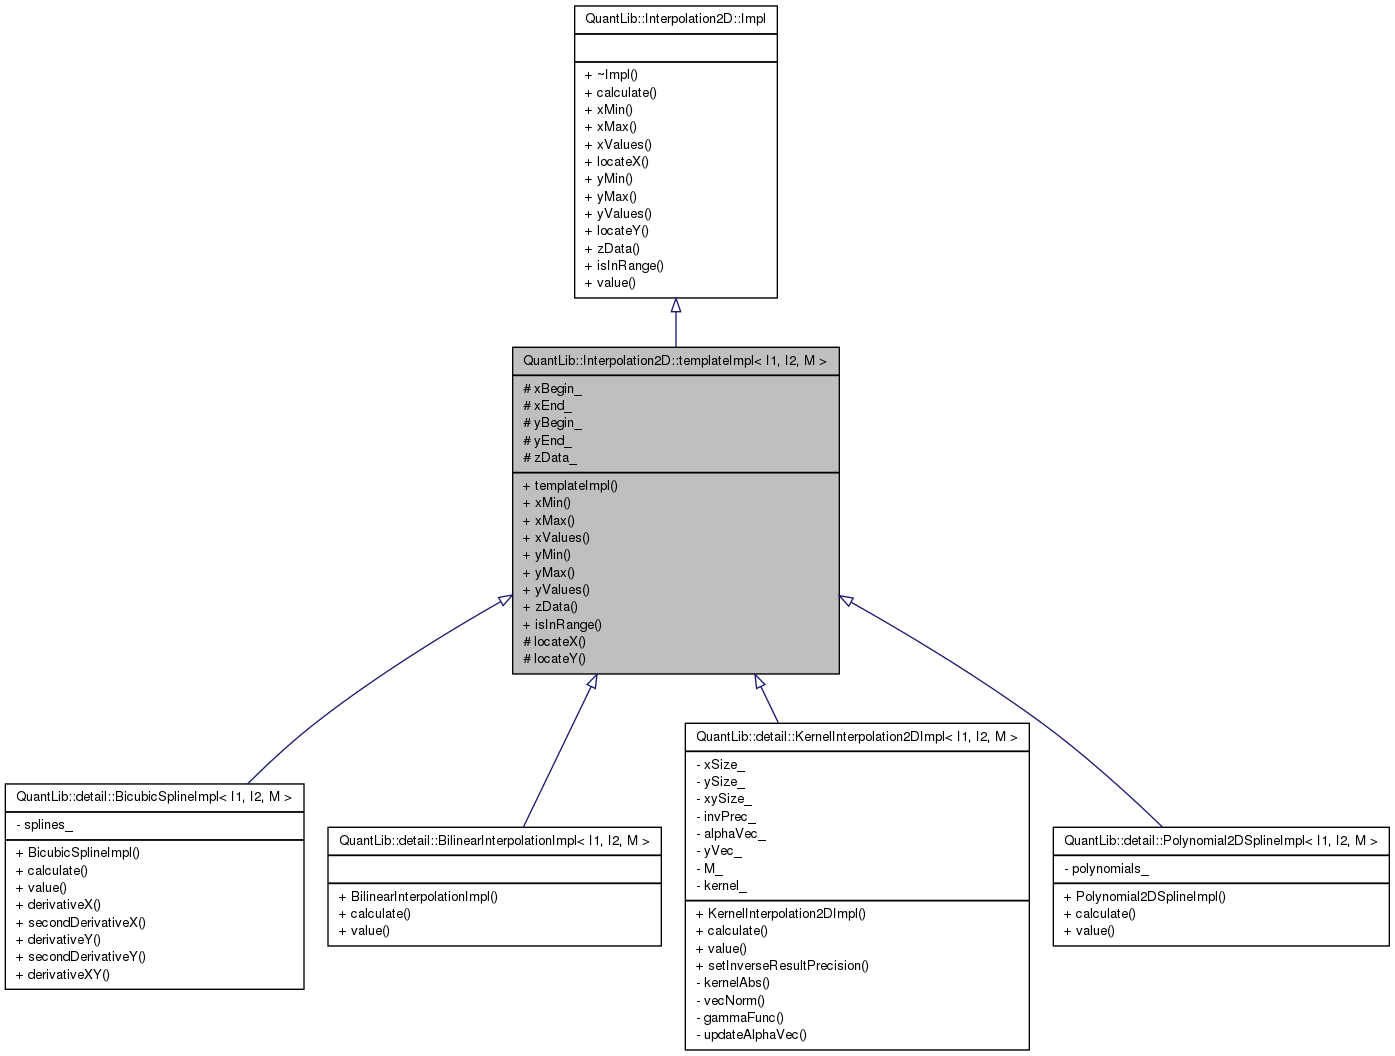 QuantLib::Interpolation2D::Impl
+ ~Impl()
+ calculate()
+ xMin()
+ xMax()
+ xValues()
+ locateX()
+ yMin()
+ yMax()
+ yValues()
+ locateY()
+ zData()
+ isInRange()
+ value()
QuantLib::Interpolation2D::templateImpl< I1, I2, M >
# xBegin_
# xEnd_
# yBegin_
# yEnd_
# zData_
+ templateImpl()
+ xMin()
+ xMax()
+ xValues()
+ yMin()
+ yMax()
+ yValues()
+ zData()
+ isInRange()
# locateX()
# locateY()
QuantLib::detail::BicubicSplineImpl< I1, I2, M >
- splines_
+ BicubicSplineImpl()
+ calculate()
+ value()
+ derivativeX()
+ secondDerivativeX()
+ derivativeY()
+ secondDerivativeY()
+ derivativeXY()
QuantLib::detail::BilinearInterpolationImpl< I1, I2, M >
+ BilinearInterpolationImpl()
+ calculate()
+ value()
QuantLib::detail::KernelInterpolation2DImpl< I1, I2, M >
- xSize_
- ySize_
- xySize_
- invPrec_
- alphaVec_
- yVec_
- M_
- kernel_
+ KernelInterpolation2DImpl()
+ calculate()
+ value()
+ setInverseResultPrecision()
- kernelAbs()
- vecNorm()
- gammaFunc()
- updateAlphaVec()
QuantLib::detail::Polynomial2DSplineImpl< I1, I2, M >
- polynomials_
+ Polynomial2DSplineImpl()
+ calculate()
+ value()